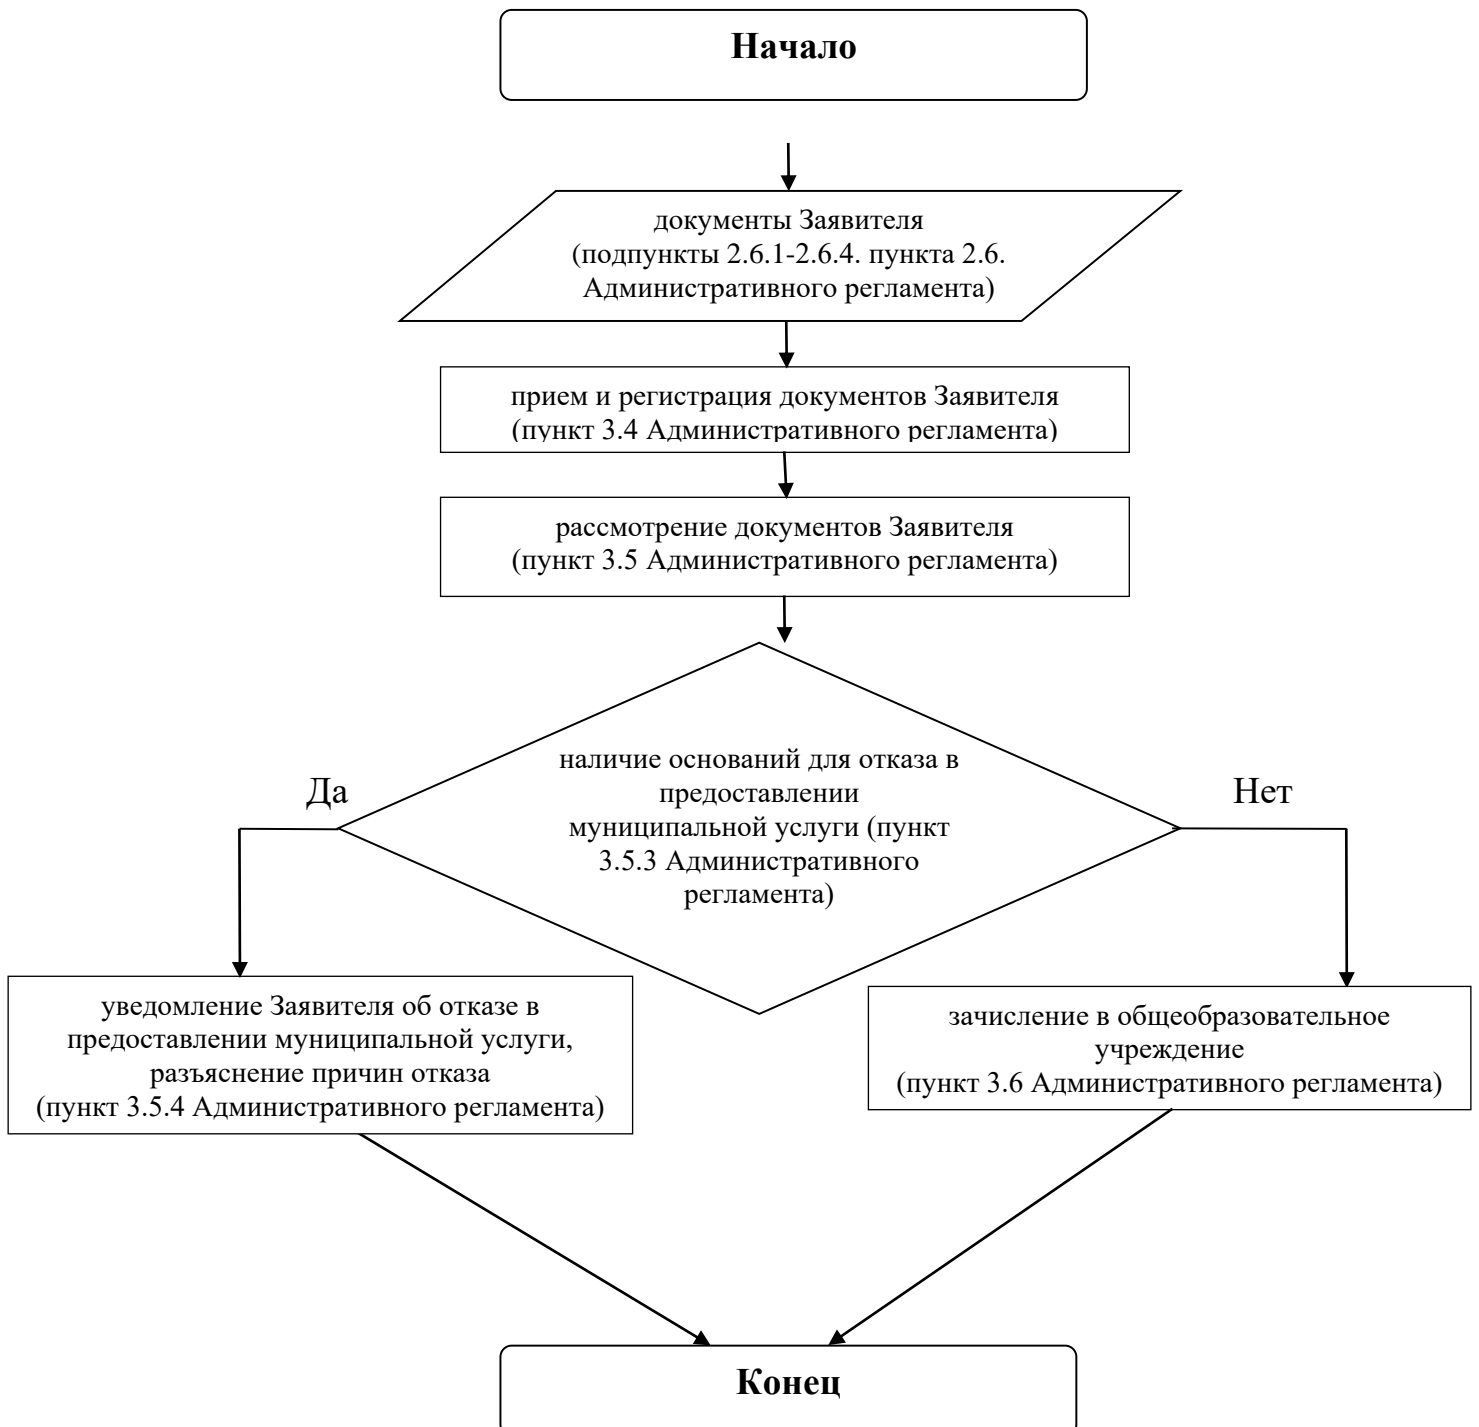 Начало
документы Заявителя
(подпункты 2.6.1-2.6.4. пункта 2.6.
Административного регламента)
прием и регистрация документов Заявителя
(пункт 3.4 Административного регламента)
рассмотрение документов Заявителя
(пункт 3.5 Административного регламента)
наличие оснований для отказа в
предоставлении
муниципальной услуги (пункт
3.5.3 Административного
регламента)
Да
Нет
уведомление Заявителя об отказе в
предоставлении муниципальной услуги,
разъяснение причин отказа
(пункт 3.5.4 Административного регламента)
зачисление в общеобразовательное
учреждение
(пункт 3.6 Административного регламента)
Конец